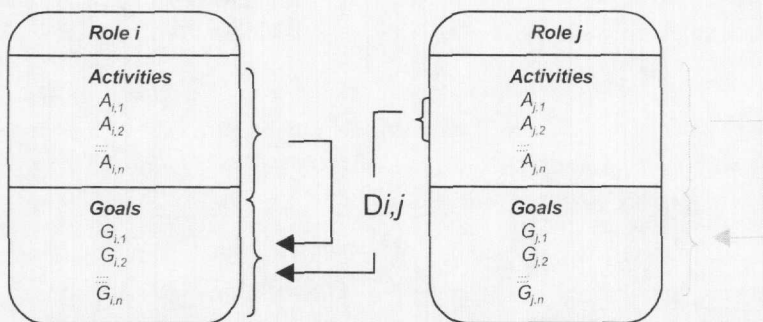 Role i
Activities
A i,1
A i,2
....
A i,n
Goals
G i,1
G i,2
....
G i,n
Di,j
Role j
Activities
A j,1
A j,2
....
A j,n
Goals
G j,1
G j,2
....
G j,n